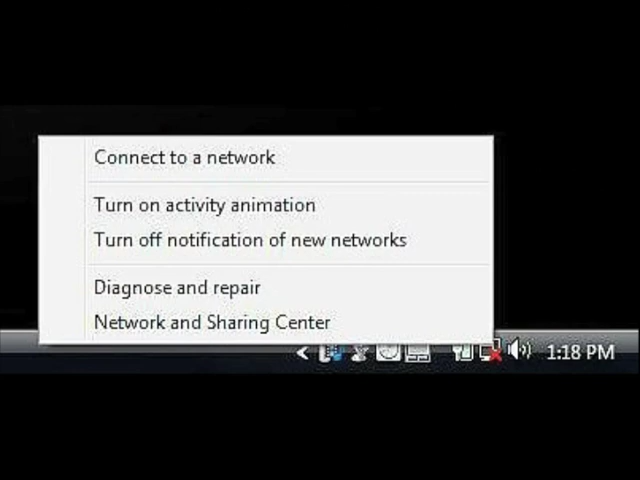 Connect to a network
Turn on activity animation
Turn off notification of new networks
Diagnose and repair
Network and Sharing Center
1:18 PM